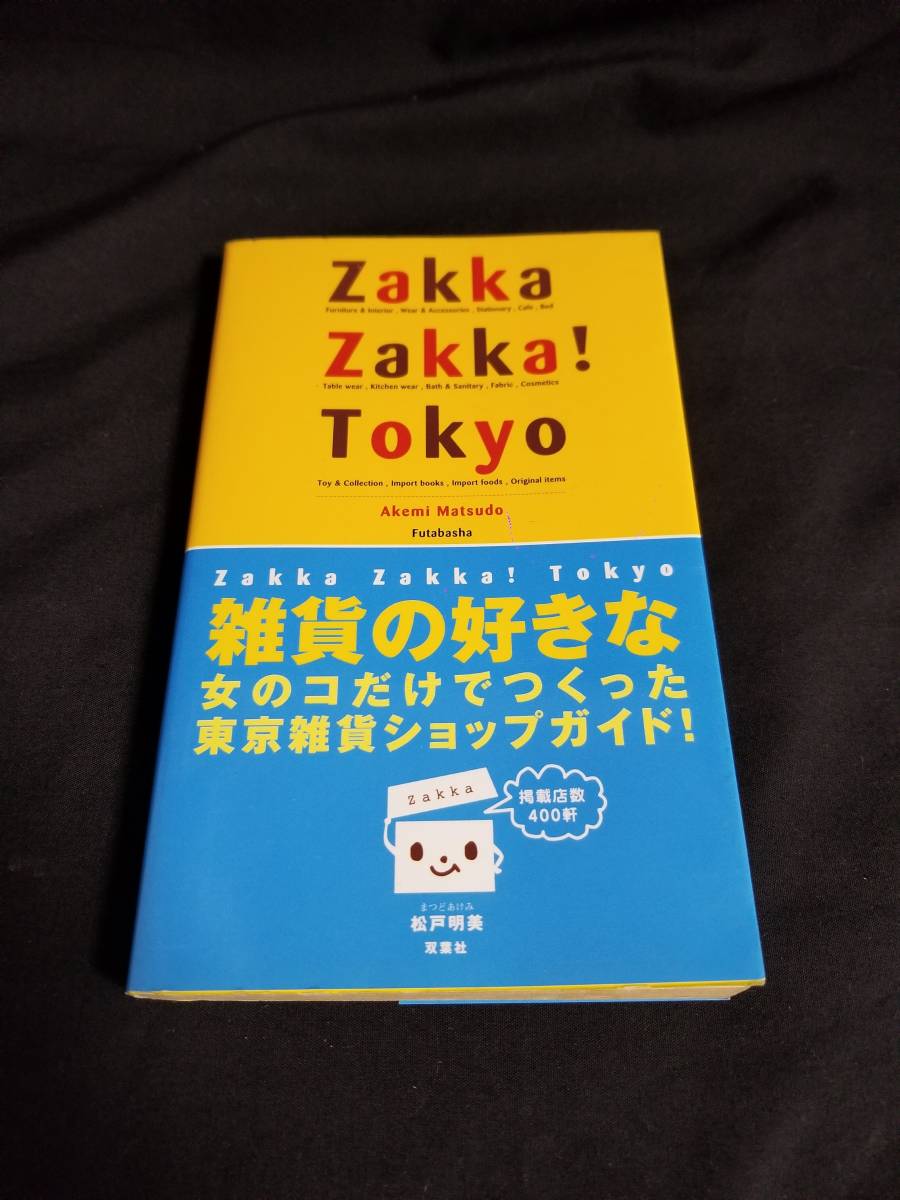 Zakka
Furniture & Interior , Wear & Accessories , Stationary , Cafe , Bed
Zakka!
Table wear , Kitchen wear , Bath & Sanitary , Fabric , Cosmetics
Tokyo
Toy & Collection , Import books , Import foods , Original items
Akemi Matsudo
Futabasha
Zakka Zakka! Tokyo
雑貨の好きな
女のコだけでつくった
東京雑貨ショップガイド!
Zakka
掲載店数
400軒
まつどあけみ
松戸明美
双葉社